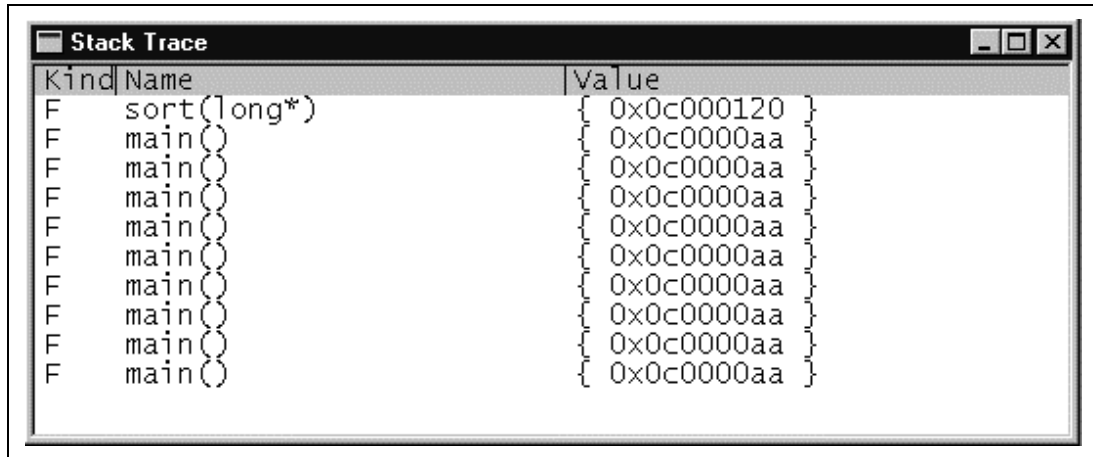 Stack Trace
Kind Name Value
F sort(long*) { 0x0c000120 }
F main() { 0x0c0000aa }
F main() { 0x0c0000aa }
F main() { 0x0c0000aa }
F main() { 0x0c0000aa }
F main() { 0x0c0000aa }
F main() { 0x0c0000aa }
F main() { 0x0c0000aa }
F main() { 0x0c0000aa }
F main() { 0x0c0000aa }